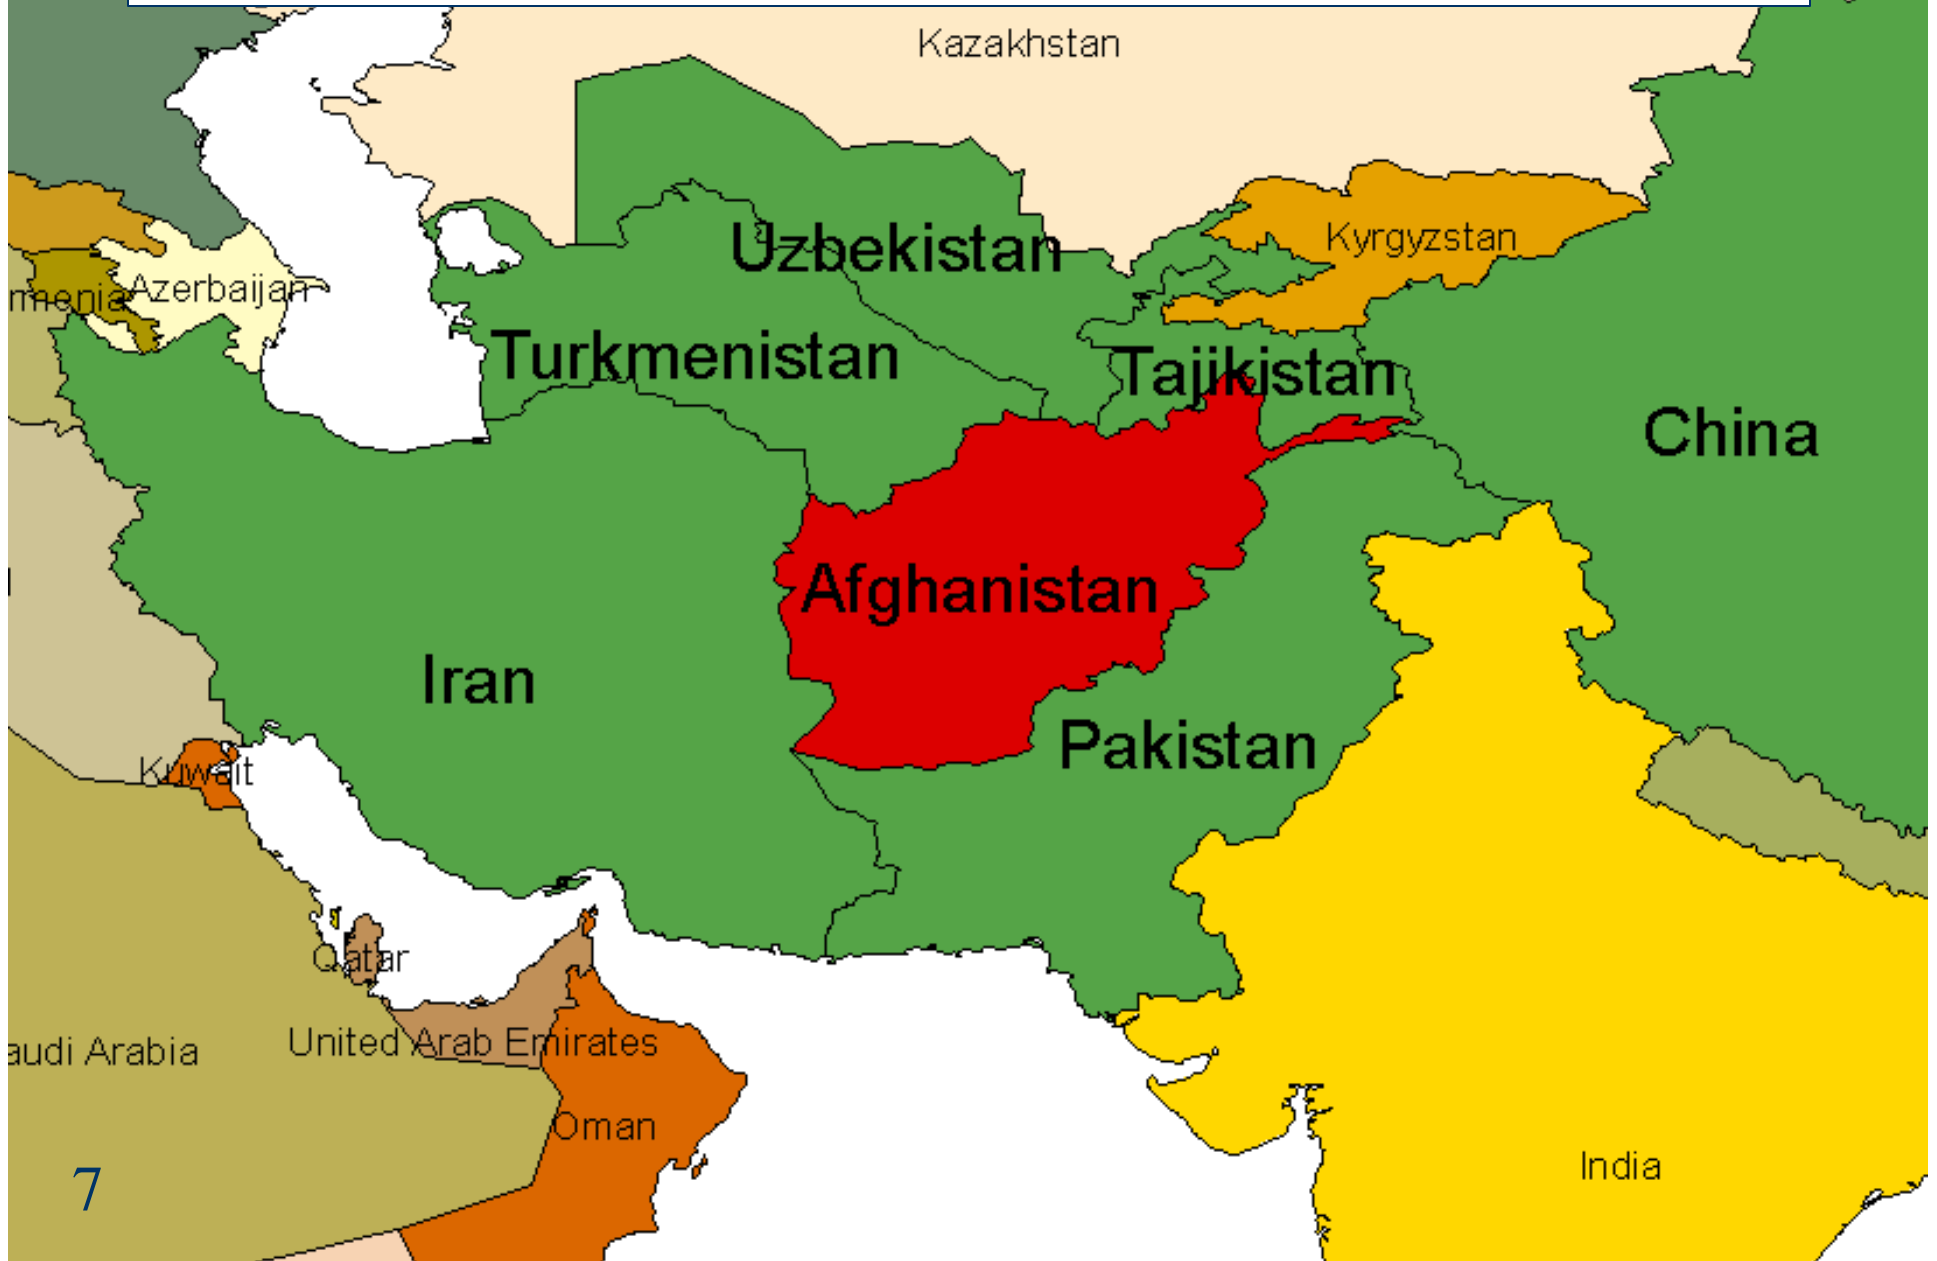 Kazakhstan
Uzbekistan
Kyrgyzstan
rmenia
Azerbaijan
Turkmenistan
Tajikistan
China
Afghanistan
Iran
Pakistan
Kuwait
Qatar
United Arab Emirates
audi Arabia
Oman
India
7